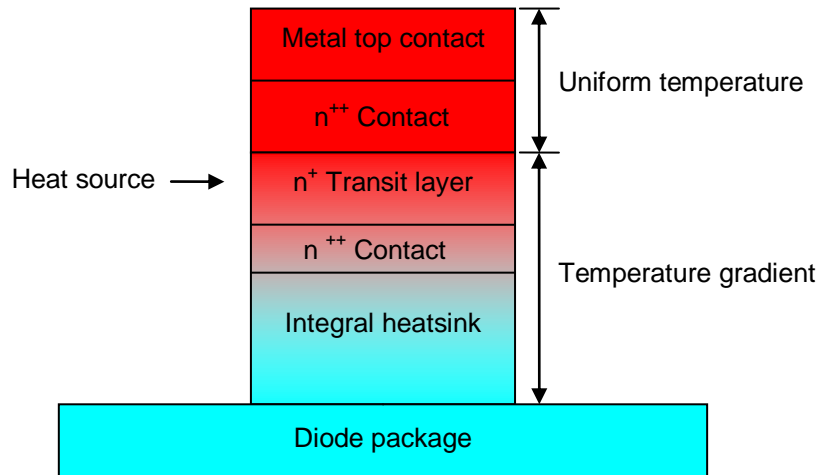 Metal top contact
Uniform temperature
n++ Contact
Heat source
n+ Transit layer
n ++ Contact
Temperature gradient
Integral heatsink
Diode package